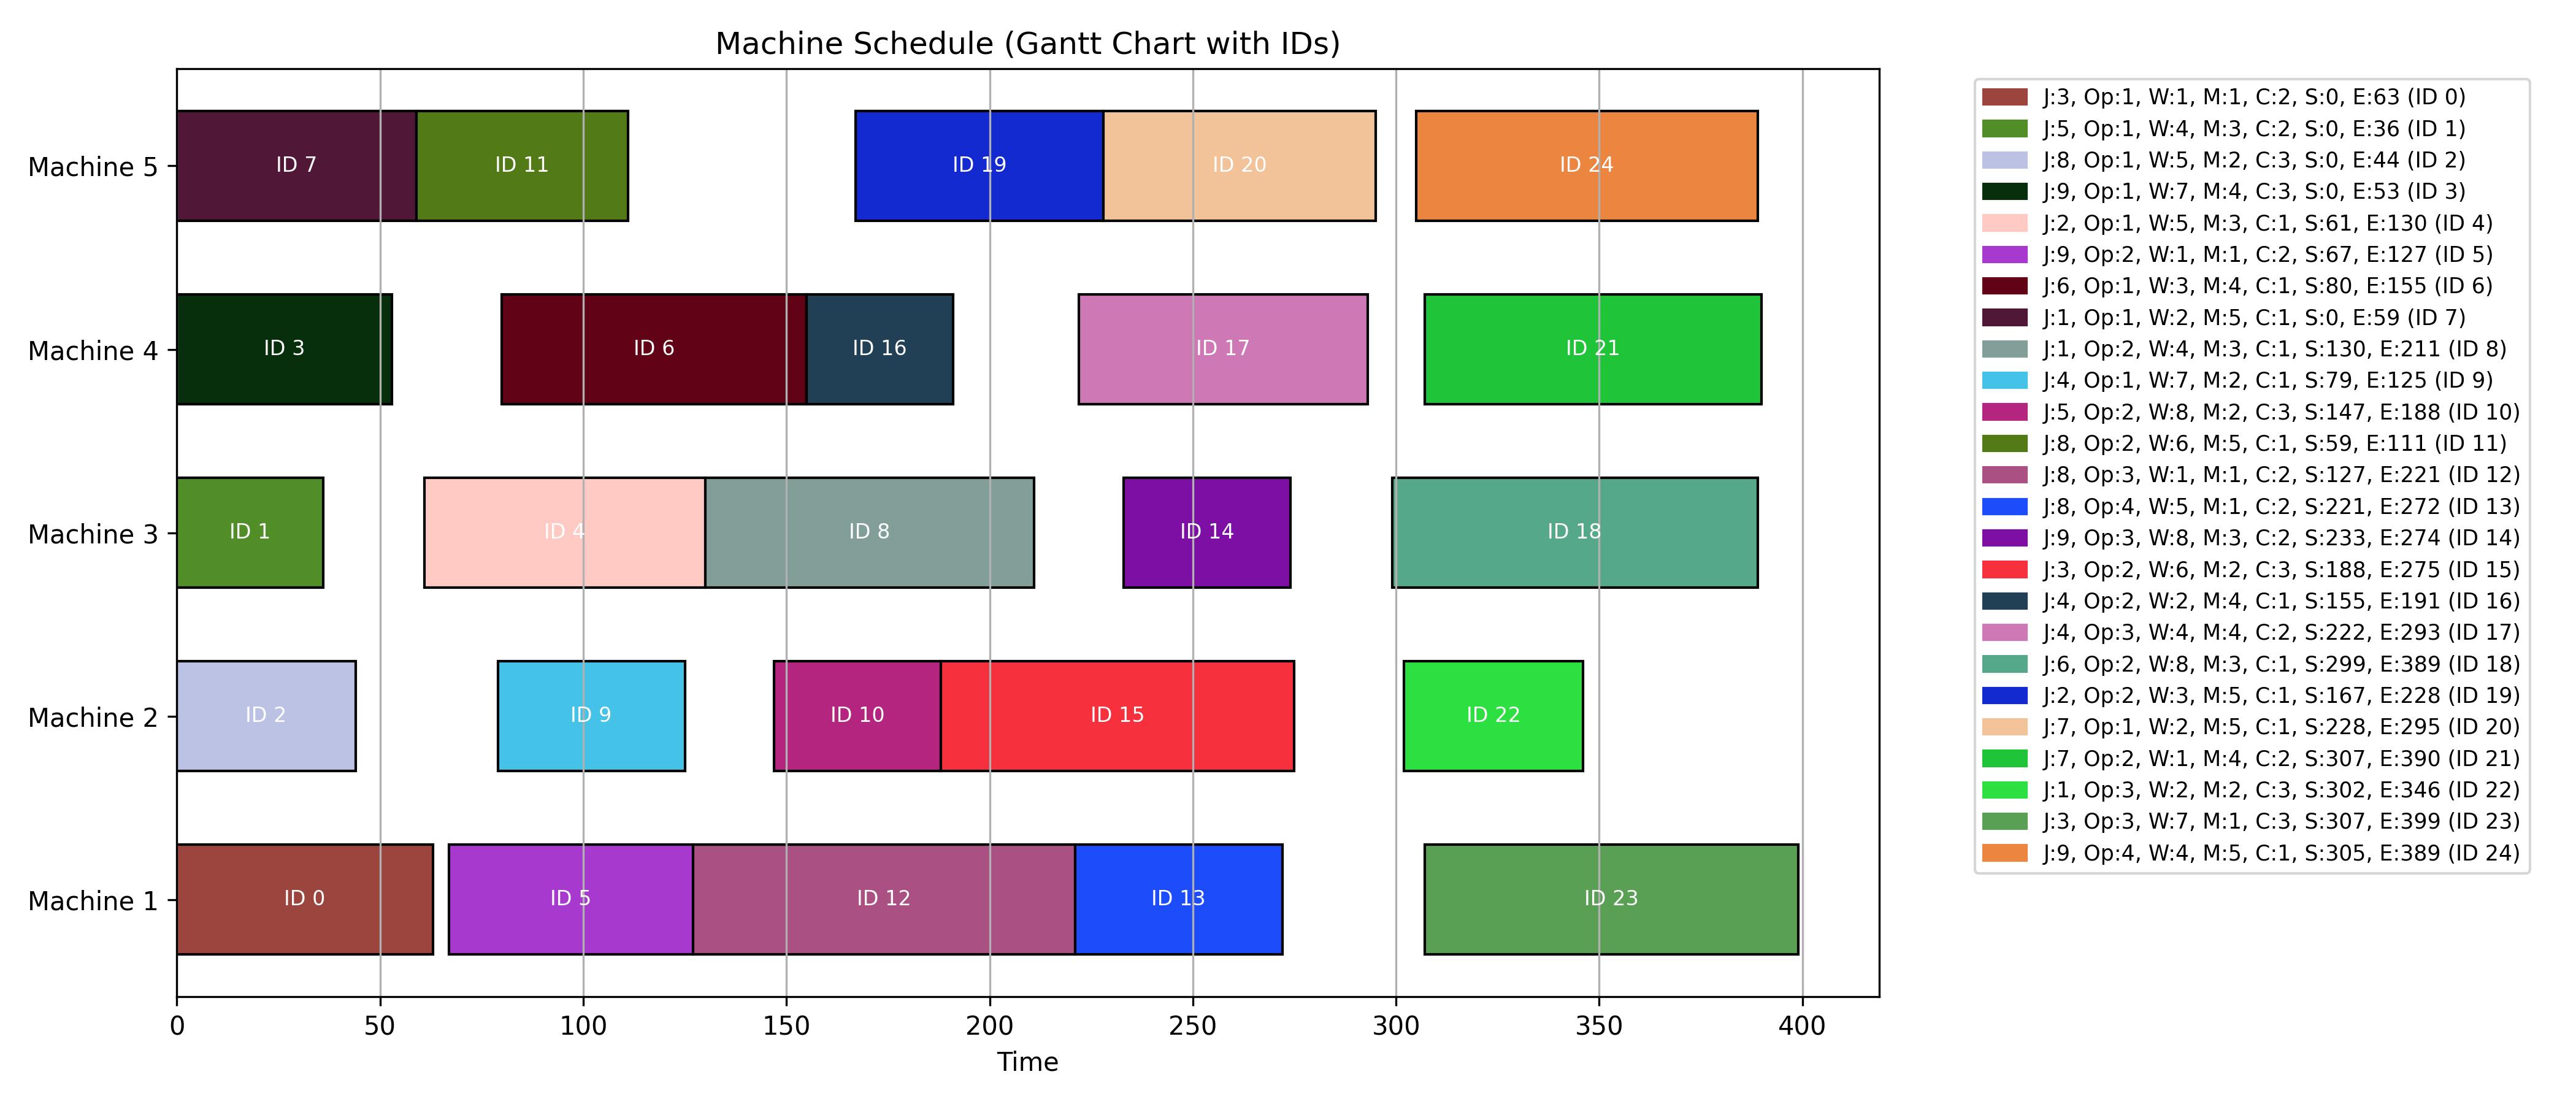 Machine Schedule (Gantt Chart with IDs)
Machine 5
ID 7
ID 11
ID 19
ID 20
ID 24
Machine 4
ID 3
ID 6
ID 16
ID 17
ID 21
Machine 3
ID 1
ID 4
ID 8
ID 14
ID 18
Machine 2
ID 2
ID 9
ID 10
ID 15
ID 22
Machine 1
ID 0
ID 5
ID 12
ID 13
ID 23
0 50 100 150 200 250 300 350 400
Time
J:3, Op:1, W:1, M:1, C:2, S:0, E:63 (ID 0)
J:5, Op:1, W:4, M:3, C:2, S:0, E:36 (ID 1)
J:8, Op:1, W:5, M:2, C:3, S:0, E:44 (ID 2)
J:9, Op:1, W:7, M:4, C:3, S:0, E:53 (ID 3)
J:2, Op:1, W:5, M:3, C:1, S:61, E:130 (ID 4)
J:9, Op:2, W:1, M:1, C:2, S:67, E:127 (ID 5)
J:6, Op:1, W:3, M:4, C:1, S:80, E:155 (ID 6)
J:1, Op:1, W:2, M:5, C:1, S:0, E:59 (ID 7)
J:1, Op:2, W:4, M:3, C:1, S:130, E:211 (ID 8)
J:4, Op:1, W:7, M:2, C:1, S:79, E:125 (ID 9)
J:5, Op:2, W:8, M:2, C:3, S:147, E:188 (ID 10)
J:8, Op:2, W:6, M:5, C:1, S:59, E:111 (ID 11)
J:8, Op:3, W:1, M:1, C:2, S:127, E:221 (ID 12)
J:8, Op:4, W:5, M:1, C:2, S:221, E:272 (ID 13)
J:9, Op:3, W:8, M:3, C:2, S:233, E:274 (ID 14)
J:3, Op:2, W:6, M:2, C:3, S:188, E:275 (ID 15)
J:4, Op:2, W:2, M:4, C:1, S:155, E:191 (ID 16)
J:4, Op:3, W:4, M:4, C:2, S:222, E:293 (ID 17)
J:6, Op:2, W:8, M:3, C:1, S:299, E:389 (ID 18)
J:2, Op:2, W:3, M:5, C:1, S:167, E:228 (ID 19)
J:7, Op:1, W:2, M:5, C:1, S:228, E:295 (ID 20)
J:7, Op:2, W:1, M:4, C:2, S:307, E:390 (ID 21)
J:1, Op:3, W:2, M:2, C:3, S:302, E:346 (ID 22)
J:3, Op:3, W:7, M:1, C:3, S:307, E:399 (ID 23)
J:9, Op:4, W:4, M:5, C:1, S:305, E:389 (ID 24)